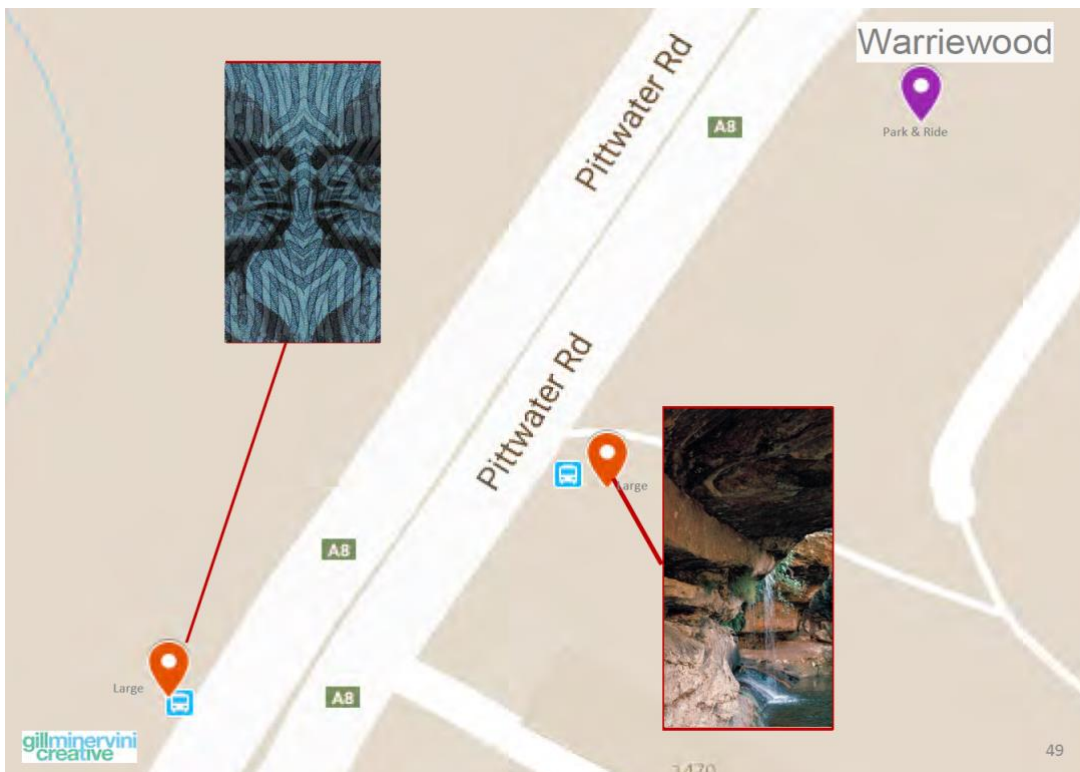 Warriewood
Pittwater Rd
A8
Park & Ride
Pittwater Rd
Large
A8
Large
A8
gillminervini
creative
49